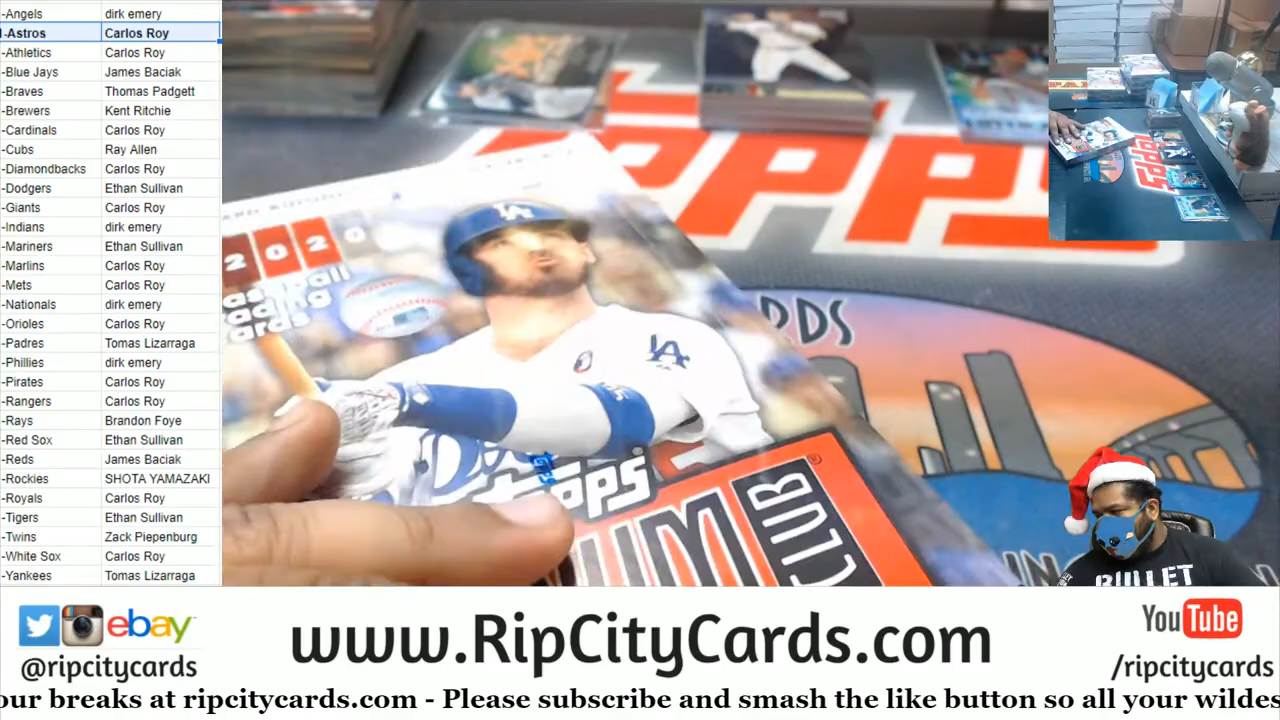 -Angels dirk emery
-Astros Carlos Roy
-Athletics Carlos Roy
-Blue Jays James Baciak
-Braves Thomas Padgett
-Brewers Kent Ritchie
-Cardinals Carlos Roy
-Cubs Ray Allen
-Diamondbacks Carlos Roy
-Dodgers Ethan Sullivan
-Giants Carlos Roy
-Indians dirk emery
-Mariners Ethan Sullivan
-Marlins Carlos Roy
-Mets Carlos Roy
-Nationals dirk emery
-Orioles Carlos Roy
-Padres Tomas Lizarraga
-Phillies dirk emery
-Pirates Carlos Roy
-Rangers Carlos Roy
-Rays Brandon Foye
-Red Sox Ethan Sullivan
-Reds James Baciak
-Rockies SHOTA YAMAZAKI
-Royals Carlos Roy
-Tigers Ethan Sullivan
-Twins Zack Piepenburg
-White Sox Carlos Roy
-Yankees Tomas Lizarraga
TOPPS
2020
LA
LA
topps
CLUB
BULLET
ebay
@ripcitycards
www.RipCityCards.com
YouTube
/ripcitycards
our breaks at ripcitycards.com - Please subscribe and smash the like button so all your wildes